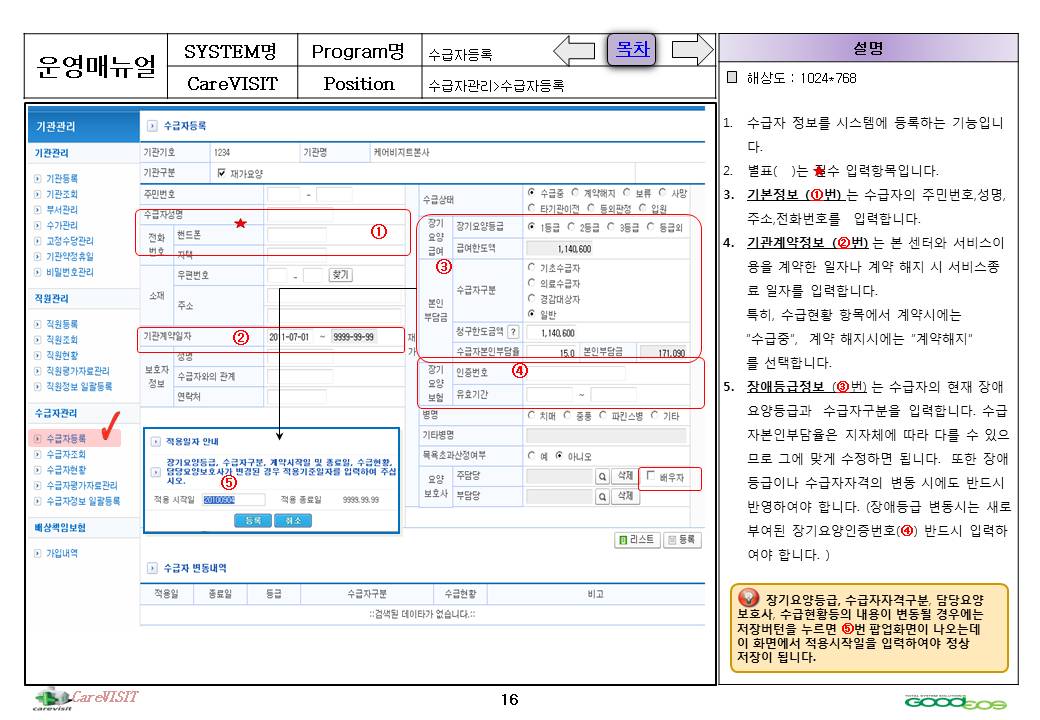 운영매뉴얼
SYSTEM명
Program명
수급자등록
목차
CareVISIT
Position
수급자관리>수급자등록
기관관리
기관관리
기관등록
기관조회
부서관리
수가관리
고정수당관리
기관약정휴일
비밀번호관리
직원관리
직원등록
직원조회
직원현황
직원평가자료관리
직원정보 일괄등록
수급자관리
수급자등록
수급자조회
수급자현황
수급자평가자료관리
수급자정보 일괄등록
배상책임보험
가입내역
수급자등록
기관기호 1234 기관명 케어비지트본사
기관구분 재가요양
주민번호 -
수급자성명 ★
①
전화번호 핸드폰
자택
소재 우편번호 - 찾기
주소
기관계약일자 ② 2011-07-01 ~ 9999-99-99
보호자정보 성명
수급자와의 관계
연락처
재가
수급상태 수급중 계약해지 보류 사망
타기관이전 등외판정 입원
장기요양급여 장기요양등급 1등급 2등급 3등급 등급외
③
급여한도액 1,140,600
본인부담금 수급자구분 기초수급자
의료수급자
경감대상자
일반
청구한도금액 ? 1,140,600
수급자본인부담율 15.0 본인부담금 171,090
장기요양보험 인증번호 ④
유효기간 ~
병명 치매 중풍 파킨스병 기타
기타병명
목욕초과산정여부 예 아니오
요양보호사 주담당 삭제 배우자
부담당 삭제
리스트 등록
적용일자 안내
장기요양등급, 수급자구분, 계약시작일 및 종료일, 수급현황,
담당요양보호사가 변경된 경우 적용기준일자를 입력하여 주십
시오.
⑤
적용 시작일 20100904 적용 종료일 9999.99.99
등록 취소
수급자 변동내역
적용일 종료일 등급 수급자구분 수급현황 비고
::검색된 데이타가 없습니다.::
설명
해상도 : 1024*768
1. 수급자 정보를 시스템에 등록하는 기능입니
다.
2. 별표( )는 ★필수 입력항목입니다.
3. 기본정보 (①번) 는 수급자의 주민번호,성명,
주소,전화번호를 입력합니다.
4. 기관계약정보 (②번) 는 본 센터와 서비스이
용을 계약한 일자나 계약 해지 시 서비스종
료 일자를 입력합니다.
특히, 수급현황 항목에서 계약시에는
"수급중", 계약 해지시에는 "계약해지"
를 선택합니다.
5. 장애등급정보 (③번) 는 수급자의 현재 장애
요양등급과 수급자구분을 입력합니다. 수급
자본인부담율은 지자체에 따라 다를 수 있으
므로 그에 맞게 수정하면 됩니다. 또한 장애
등급이나 수급자자격의 변동 시에도 반드시
반영하여야 합니다. (장애등급 변동시는 새로
부여된 장기요양인증번호(④) 반드시 입력하
여야 합니다. )
장기요양등급, 수급자자격구분, 담당요양
보호사, 수급현황등의 내용이 변동될 경우에는
저장버턴을 누르면 ⑤번 팝업화면이 나오는데
이 화면에서 적용시작일을 입력하여야 정상
저장이 됩니다.
carevisit
CareVISIT
16
TOTAL SYSTEM SOLUTION
GOODEOS